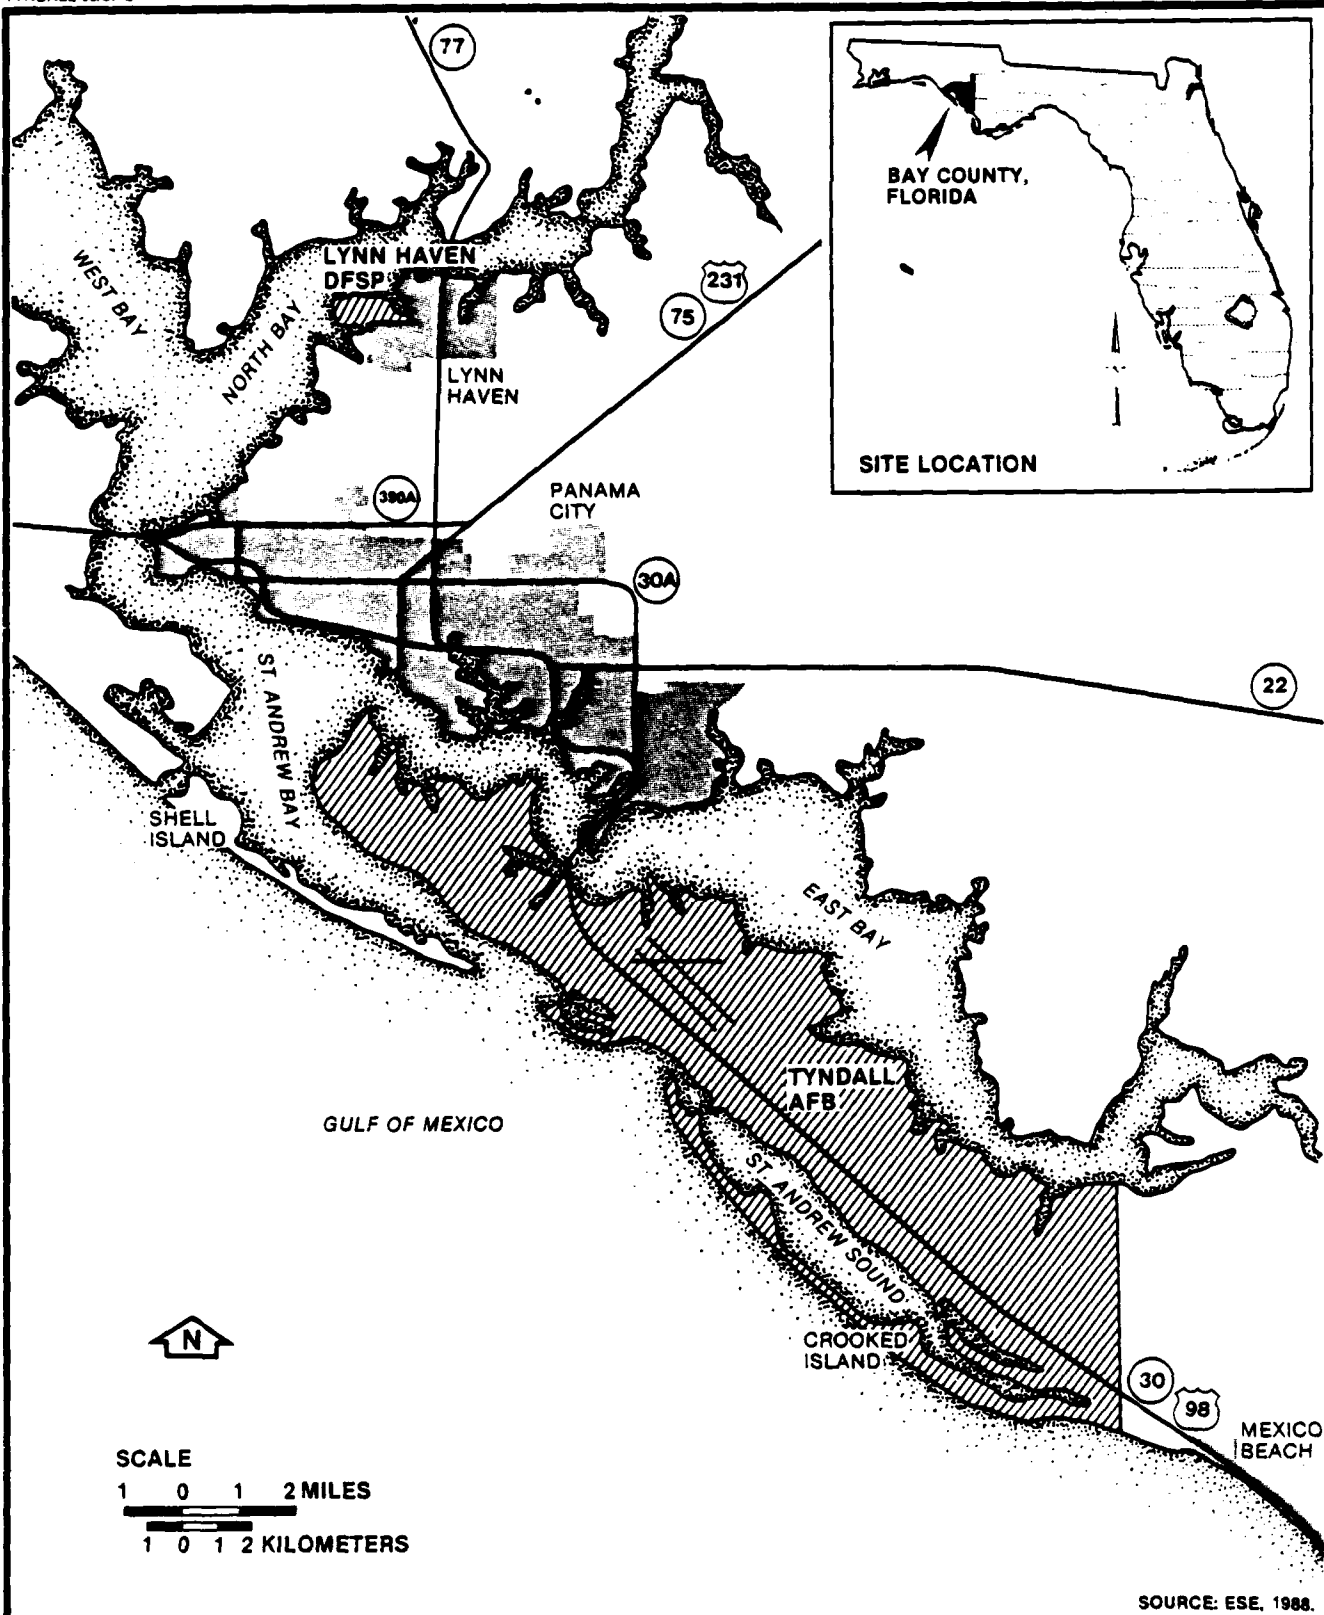 77
BAY COUNTY,
FLORIDA
SITE LOCATION
LYNN HAVEN
DFSP
WEST BAY
NORTH BAY
231
75
LYNN
HAVEN
390A
PANAMA
CITY
30A
22
ST. ANDREW BAY
SHELL
ISLAND
EAST BAY
TYNDALL
AFB
GULF OF MEXICO
ST. ANDREW SOUND
CROOKED
ISLAND
N
30
98
MEXICO
BEACH
SCALE
1 0 1 2 MILES
1 0 1 2 KILOMETERS
SOURCE: ESE, 1988.